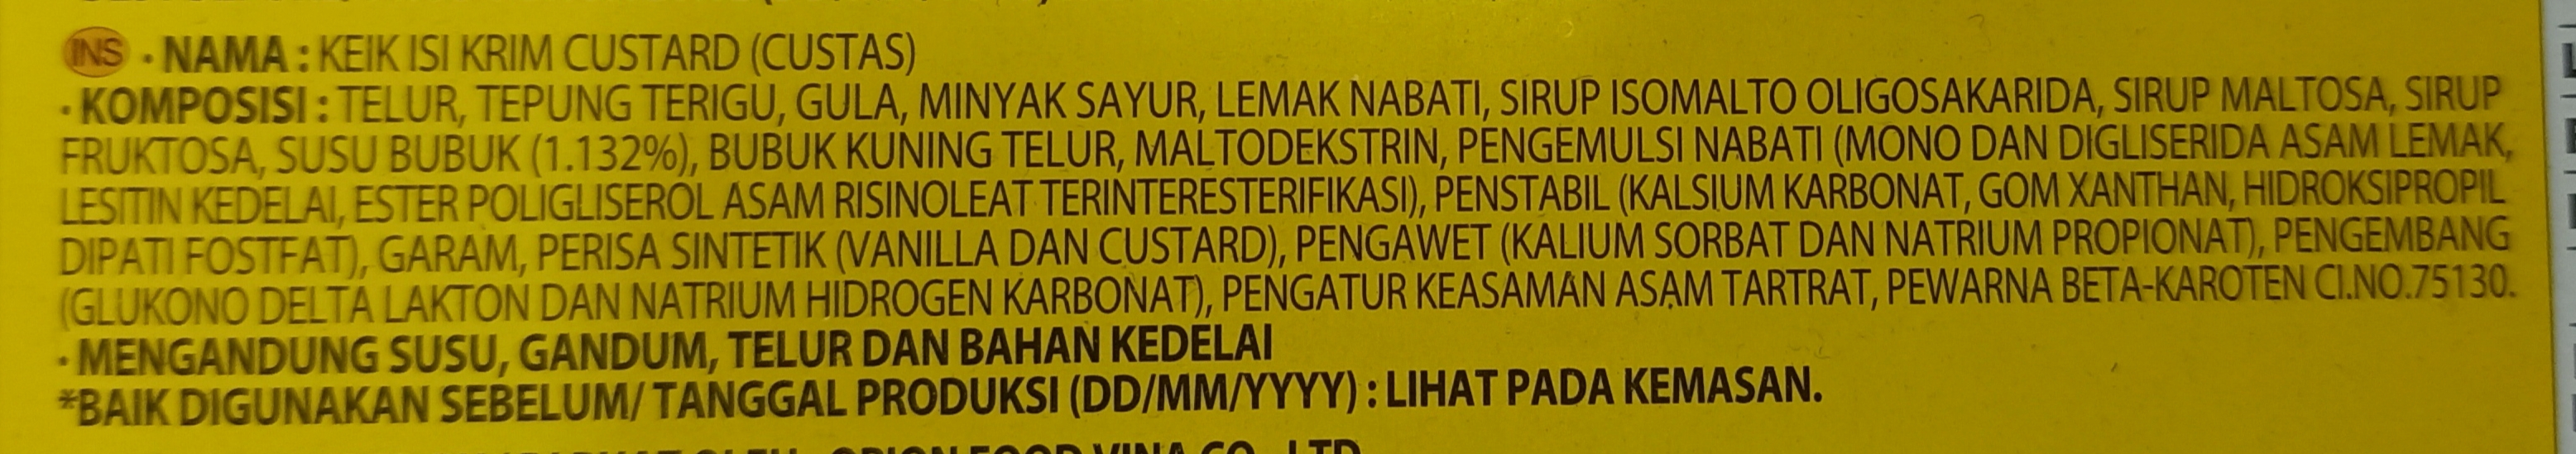 INS · NAMA : KEIK ISI KRIM CUSTARD (CUSTAS)
· KOMPOSISI : TELUR, TEPUNG TERIGU, GULA, MINYAK SAYUR, LEMAK NABATI, SIRUP ISOMALTO OLIGOSAKARIDA, SIRUP MALTOSA, SIRUP
FRUKTOSA, SUSU BUBUK (1.132%), BUBUK KUNING TELUR, MALTODEKSTRIN, PENGEMULSI NABATI (MONO DAN DIGLISERIDA ASAM LEMAK,
LESITIN KEDELAI, ESTER POLIGLISEROL ASAM RISINOLEAT TERINTERESTERIFIKASI), PENSTABIL (KALSIUM KARBONAT, GOM XANTHAN, HIDROKSIPROPIL
DIPATI FOSTFAT), GARAM, PERISA SINTETIK (VANILLA DAN CUSTARD), PENGAWET (KALIUM SORBAT DAN NATRIUM PROPIONAT), PENGEMBANG
(GLUKONO DELTA LAKTON DAN NATRIUM HIDROGEN KARBONAT), PENGATUR KEASAMAN ASAM TARTRAT, PEWARNA BETA-KAROTEN CI.NO.75130.
· MENGANDUNG SUSU, GANDUM, TELUR DAN BAHAN KEDELAI
*BAIK DIGUNAKAN SEBELUM/ TANGGAL PRODUKSI (DD/MM/YYYY) : LIHAT PADA KEMASAN.
ORION FOOD VINA CO., LTD